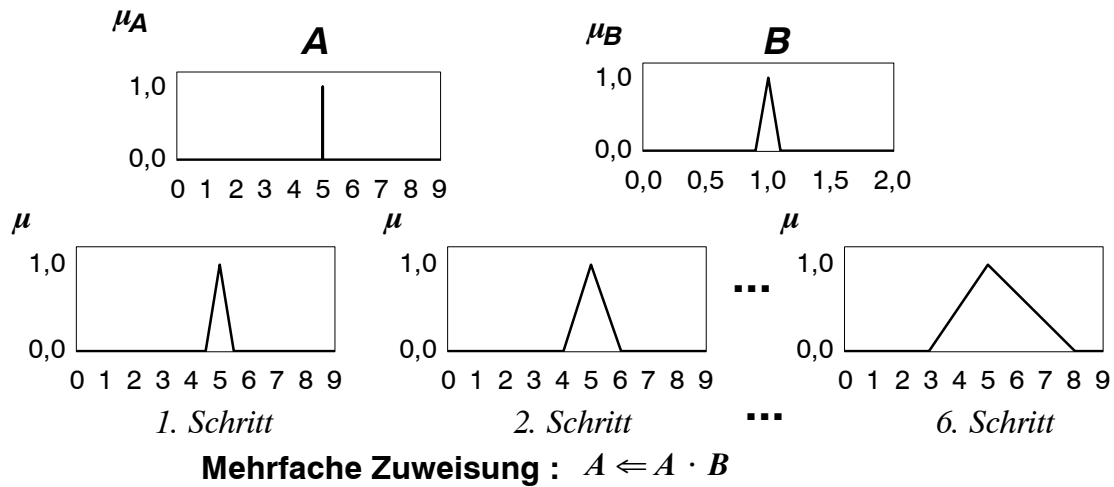 μA A
1,0
0,0
0 1 2 3 4 5 6 7 8 9
μB B
1,0
0,0
0,0 0,5 1,0 1,5 2,0
μ
1,0
0,0
0 1 2 3 4 5 6 7 8 9
1. Schritt
μ
1,0
0,0
0 1 2 3 4 5 6 7 8 9
2. Schritt
...
...
μ
1,0
0,0
0 1 2 3 4 5 6 7 8 9
6. Schritt
Mehrfache Zuweisung : A ⇐ A · B